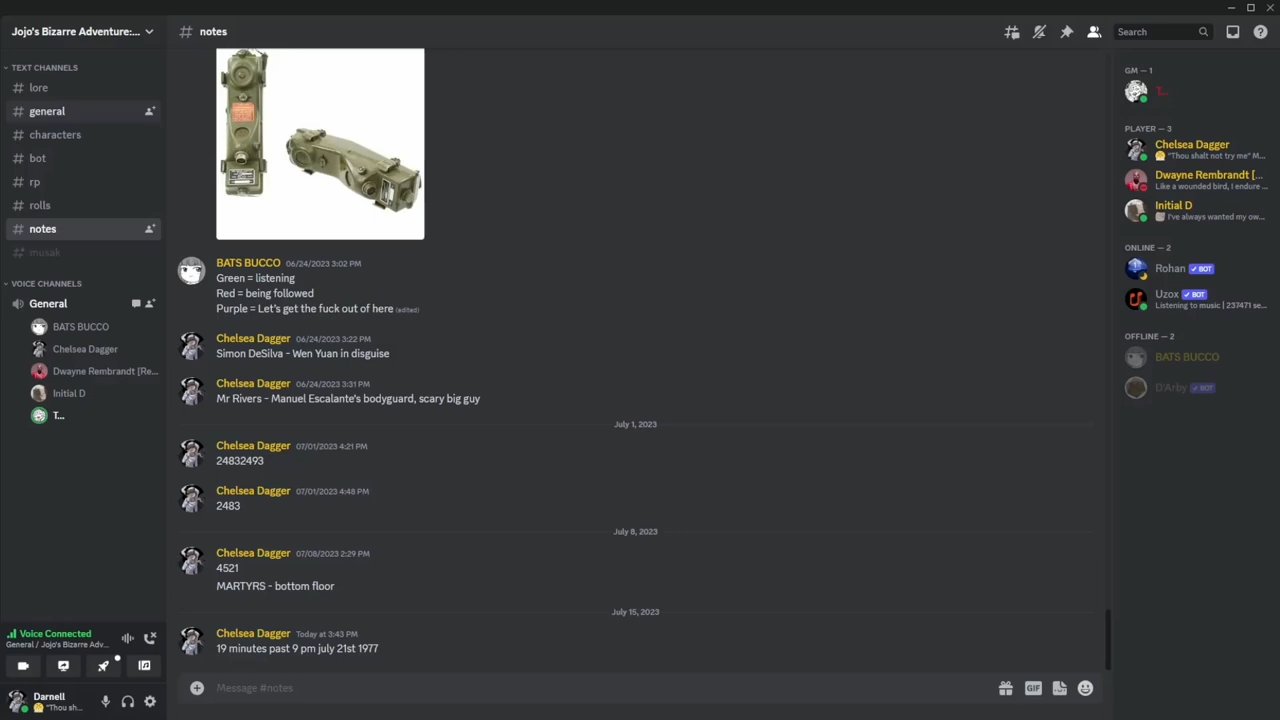 Jojo's Bizarre Adventure:...
# notes
Search
TEXT CHANNELS
# lore
# general
# characters
# bot
# rp
# rolls
# notes
musak
VOICE CHANNELS
General
BATS BUCCO
Chelsea Dagger
Dwayne Rembrandt [Re...
Initial D
T...
Voice Connected
General / Jojo's Bizarre Adv...
Darnell
"Thou sh...
BATS BUCCO 06/24/2023 3:02 PM
Green = listening
Red = being followed
Purple = Let's get the fuck out of here (edited)
Chelsea Dagger 06/24/2023 3:22 PM
Simon DeSilva - Wen Yuan in disguise
Chelsea Dagger 06/24/2023 3:31 PM
Mr Rivers - Manuel Escalante's bodyguard, scary big guy
July 1, 2023
Chelsea Dagger 07/01/2023 4:21 PM
24832493
Chelsea Dagger 07/01/2023 4:48 PM
2483
July 8, 2023
Chelsea Dagger 07/08/2023 2:29 PM
4521
MARTYRS - bottom floor
July 15, 2023
Chelsea Dagger Today at 3:43 PM
19 minutes past 9 pm july 21st 1977
Message #notes
GIF
GM — 1
T...
PLAYER — 3
Chelsea Dagger
"Thou shalt not try me" M...
Dwayne Rembrandt [...
Like a wounded bird, I endure ...
Initial D
I've always wanted my ow...
ONLINE — 2
Rohan ✓ BOT
Uzox ✓ BOT
Listening to music | 237471 se...
OFFLINE — 2
BATS BUCCO
D'Arby ✓ BOT